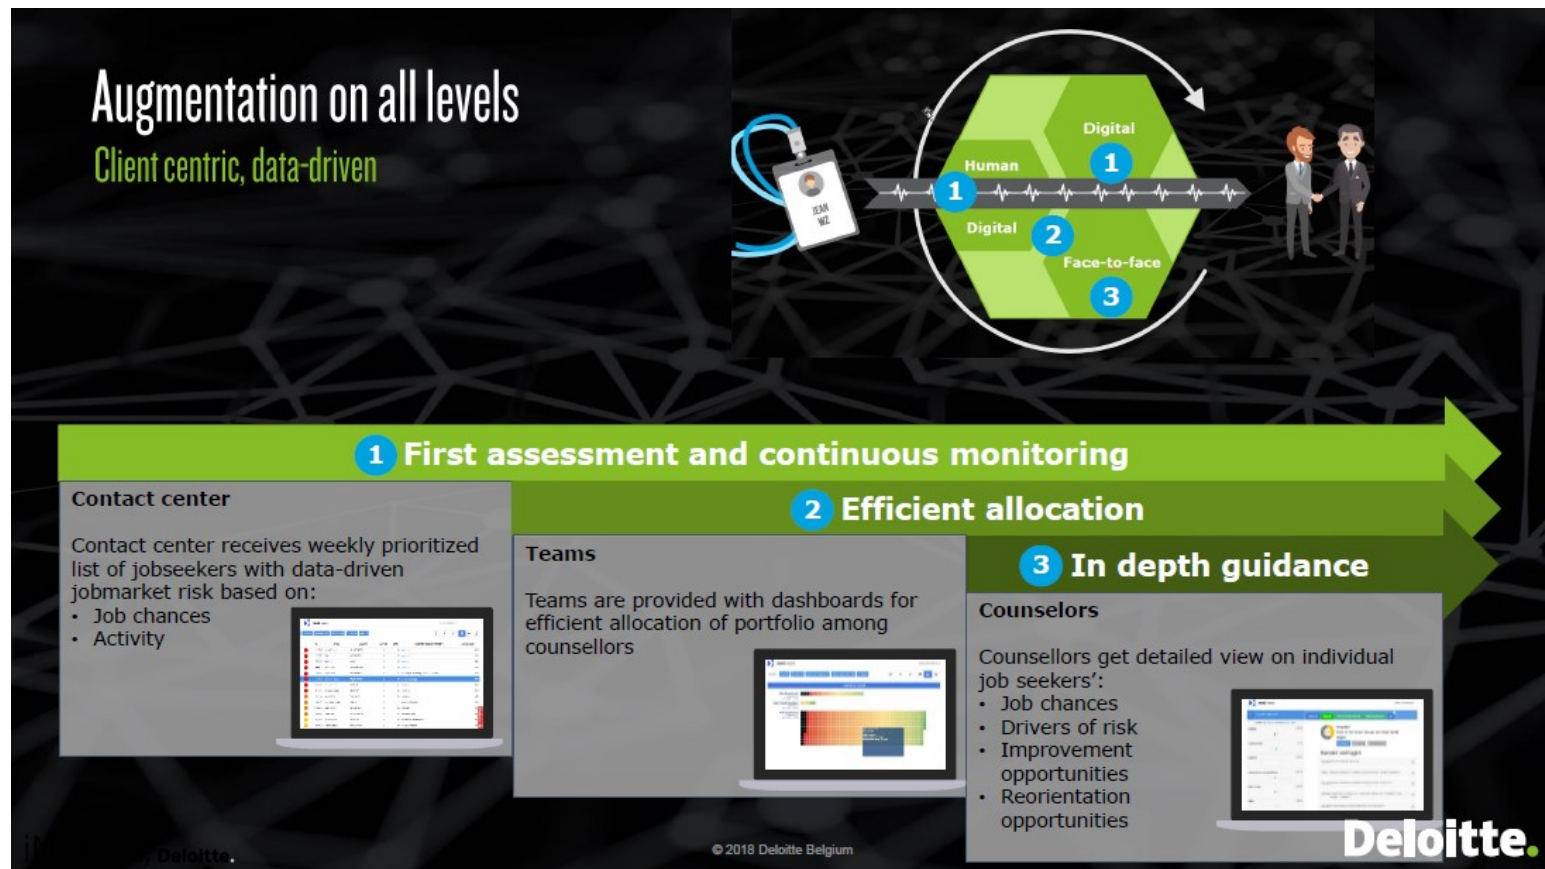 Augmentation on all levels
Client centric, data-driven
Digital
1
Human
1
Digital
2
Face-to-face
3
JEAN
1 First assessment and continuous monitoring
Contact center
Contact center receives weekly prioritized
list of jobseekers with data-driven
jobmarket risk based on:
• Job chances
• Activity
2 Efficient allocation
Teams
Teams are provided with dashboards for
efficient allocation of portfolio among
counsellors
3 In depth guidance
Counselors
Counsellors get detailed view on individual
job seekers’:
• Job chances
• Drivers of risk
• Improvement
opportunities
• Reorientation
opportunities
Deloitte.
© 2018 Deloitte Belgium
Deloitte.